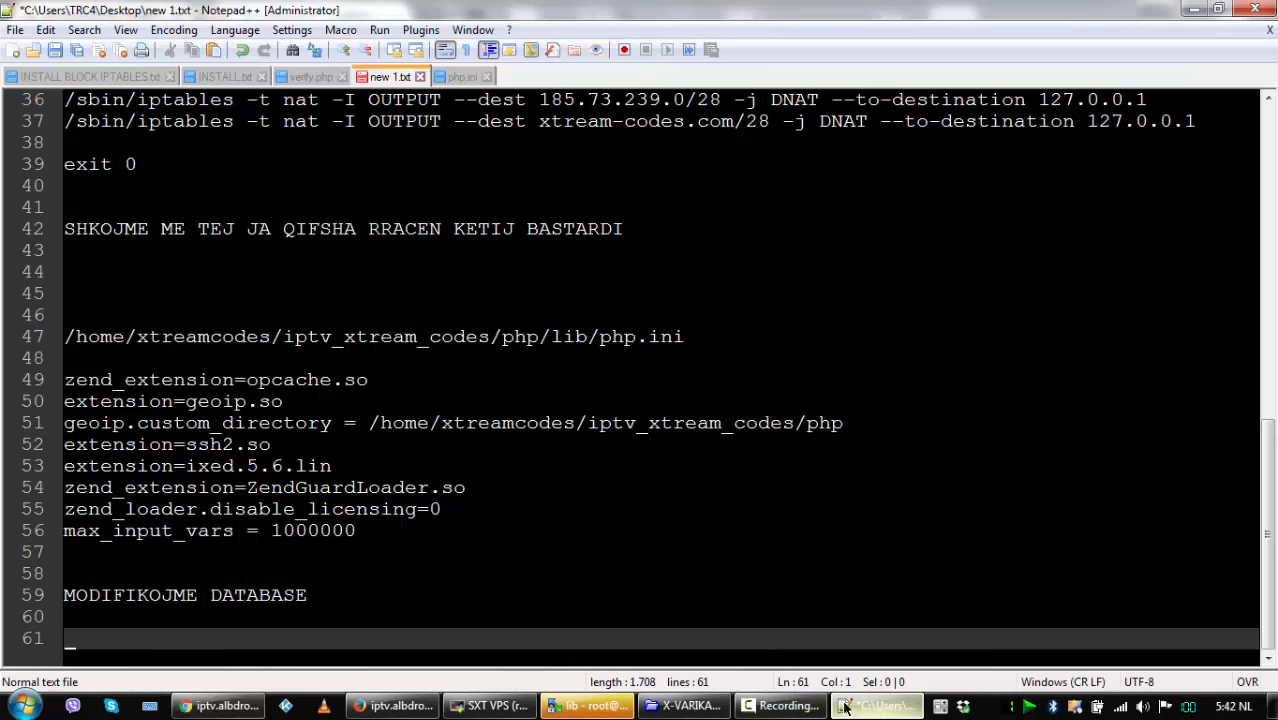 *C:\Users\TRC4\Desktop\new 1.txt - Notepad++ [Administrator]
File Edit Search View Encoding Language Settings Macro Run Plugins Window ? X
INSTALL BLOCK IPTABLES.txt INSTALL.txt verify.php new 1.txt php.ini
36 /sbin/iptables -t nat -I OUTPUT --dest 185.73.239.0/28 -j DNAT --to-destination 127.0.0.1
37 /sbin/iptables -t nat -I OUTPUT --dest xtream-codes.com/28 -j DNAT --to-destination 127.0.0.1
38
39 exit 0
40
41
42 SHKOJME ME TEJ JA QIFSHA RRACEN KETIJ BASTARDI
43
44
45
46
47 /home/xtreamcodes/iptv_xtream_codes/php/lib/php.ini
48
49 zend_extension=opcache.so
50 extension=geoip.so
51 geoip.custom_directory = /home/xtreamcodes/iptv_xtream_codes/php
52 extension=ssh2.so
53 extension=ixed.5.6.lin
54 zend_extension=ZendGuardLoader.so
55 zend_loader.disable_licensing=0
56 max_input_vars = 1000000
57
58
59 MODIFIKOJME DATABASE
60
61
Normal text file length : 1.708 lines : 61 Ln : 61 Col : 1 Sel : 0 | 0 Windows (CR LF) UTF-8 OVR
iptv.albdro... iptv.albdro... SXT VPS (r... lib - root@... X-VARIKA... Recording... *C:\Users\... 5:42 NL